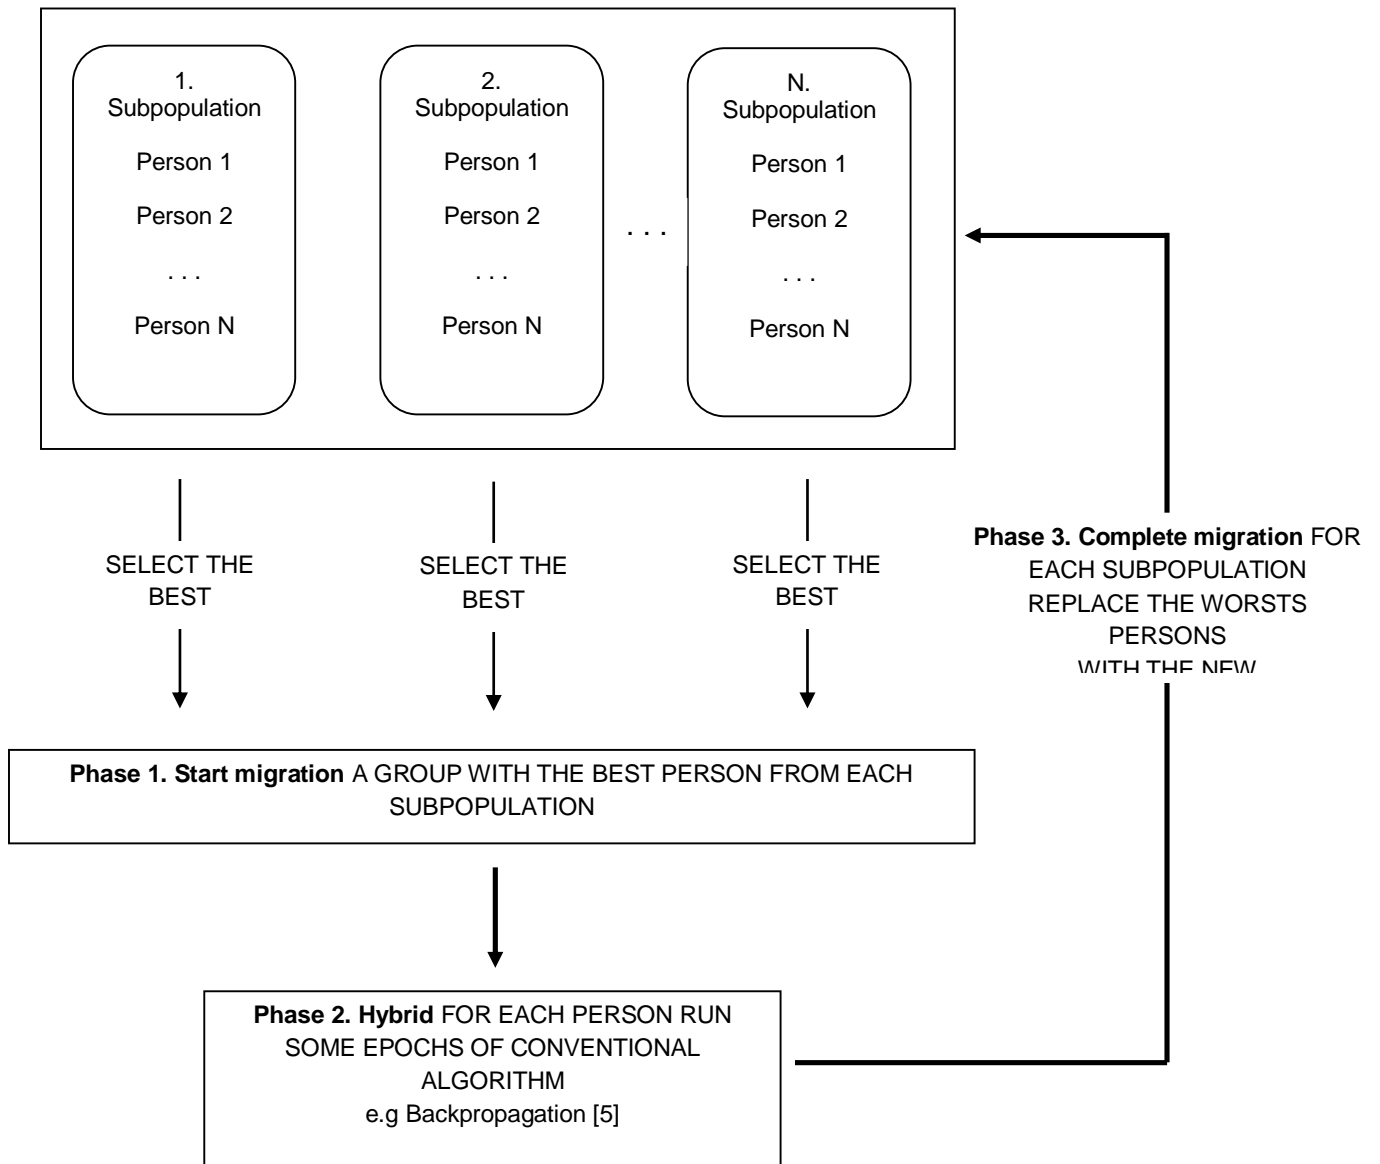 1.
Subpopulation
Person 1
Person 2
. . .
Person N
2.
Subpopulation
Person 1
Person 2
. . .
Person N
. . .
N.
Subpopulation
Person 1
Person 2
. . .
Person N
SELECT THE
BEST
SELECT THE
BEST
SELECT THE
BEST
Phase 3. Complete migration FOR
EACH SUBPOPULATION
REPLACE THE WORSTS
PERSONS
WITH THE NEW
Phase 1. Start migration A GROUP WITH THE BEST PERSON FROM EACH
SUBPOPULATION
Phase 2. Hybrid FOR EACH PERSON RUN
SOME EPOCHS OF CONVENTIONAL
ALGORITHM
e.g Backpropagation [5]